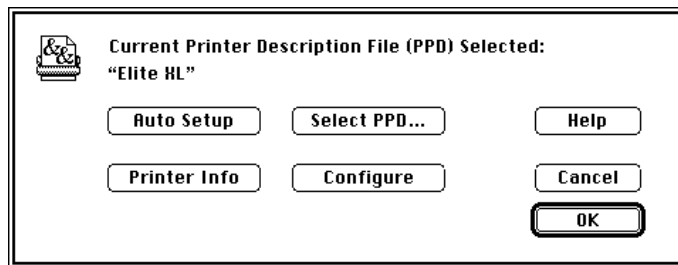 &&&
Current Printer Description File (PPD) Selected:
“Elite XL”
Auto Setup
Select PPD...
Help
Printer Info
Configure
Cancel
OK